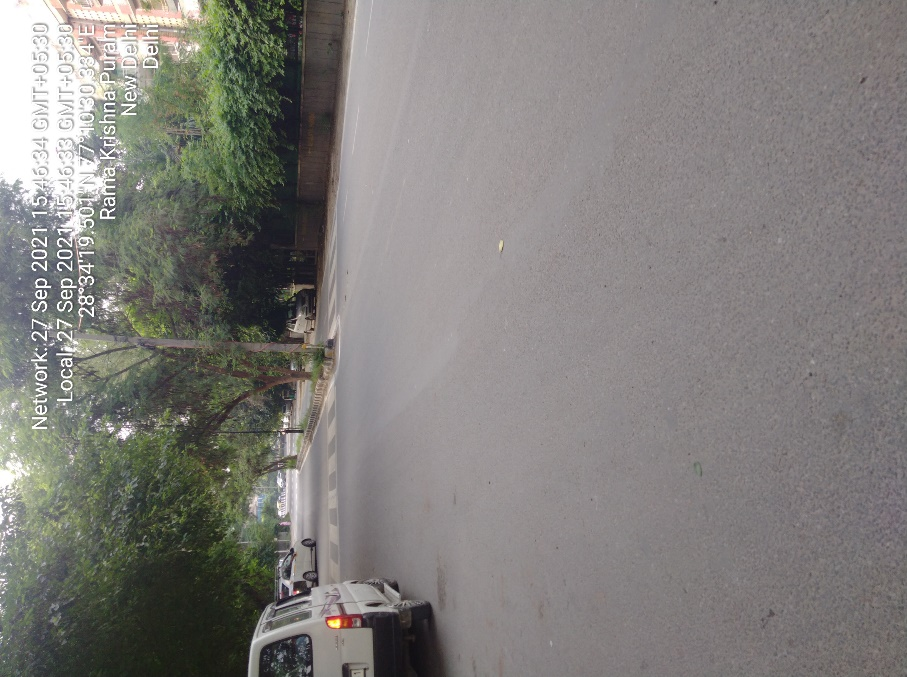 Network: 27 Sep 2021 15:46:34 GMT+05:30
Local: 27 Sep 2021 15:46:33 GMT+05:30
28°34'19.501"N 77°10'30.334"E
Rama Krishna Puram
New Delhi
Delhi